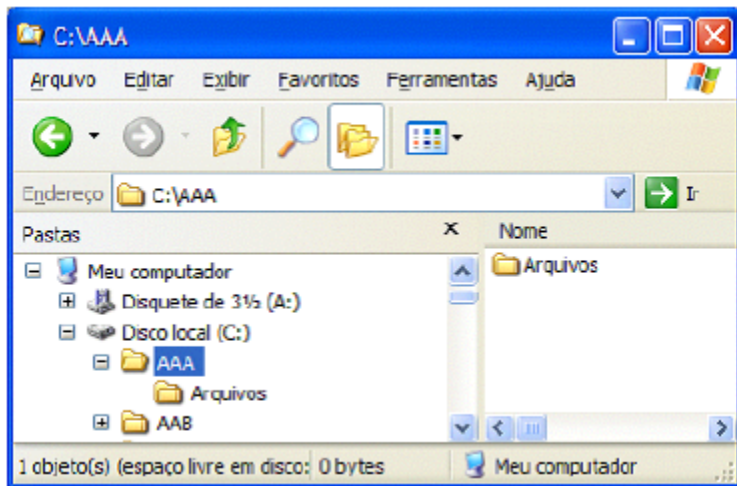 C:\AAA
Arquivo Editar Exibir Favoritos Ferramentas Ajuda
Endereço C:\AAA Ir
Pastas x Nome
Meu computador
Arquivos
Disquete de 3½ (A:)
Disco local (C:)
AAA
Arquivos
AAB
1 objeto(s) (espaço livre em disco: 0 bytes Meu computador